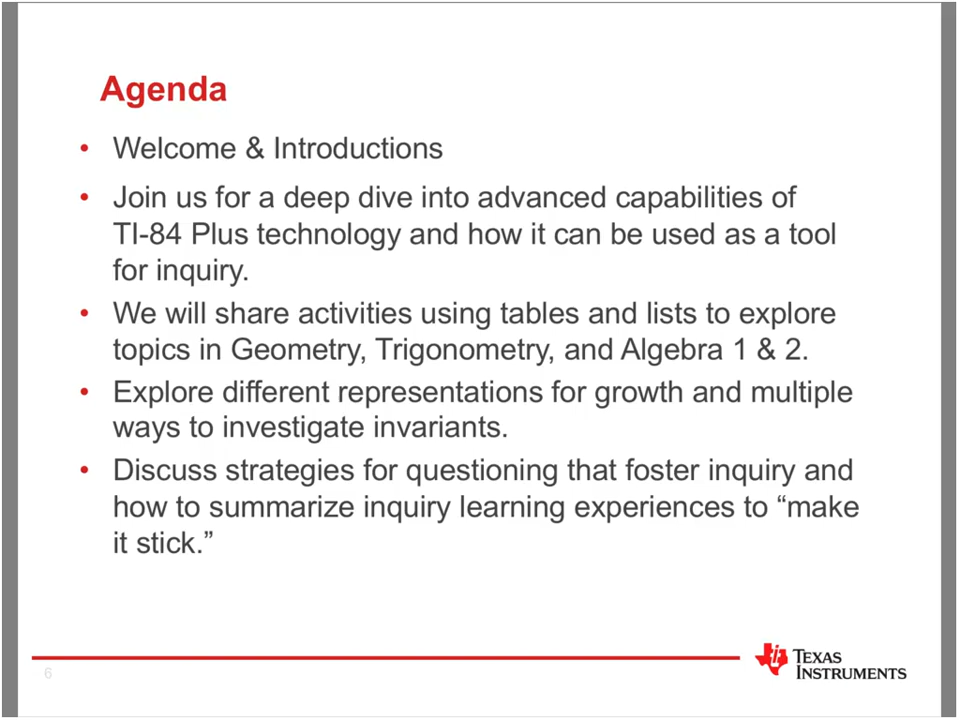 Agenda
• Welcome & Introductions
• Join us for a deep dive into advanced capabilities of
TI-84 Plus technology and how it can be used as a tool
for inquiry.
• We will share activities using tables and lists to explore
topics in Geometry, Trigonometry, and Algebra 1 & 2.
• Explore different representations for growth and multiple
ways to investigate invariants.
• Discuss strategies for questioning that foster inquiry and
how to summarize inquiry learning experiences to “make
it stick.”
6
TEXAS
INSTRUMENTS